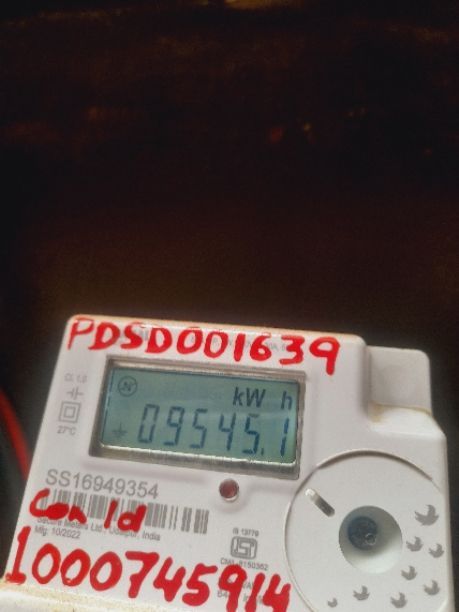 PDSD001639
Cl. 1.0
kW h
09545.1
27°C
SS16949354
Con Id
Secure Meters Ltd., Udaipur, India
Mfg: 10/2022
IS 13779
ISI
1000745914